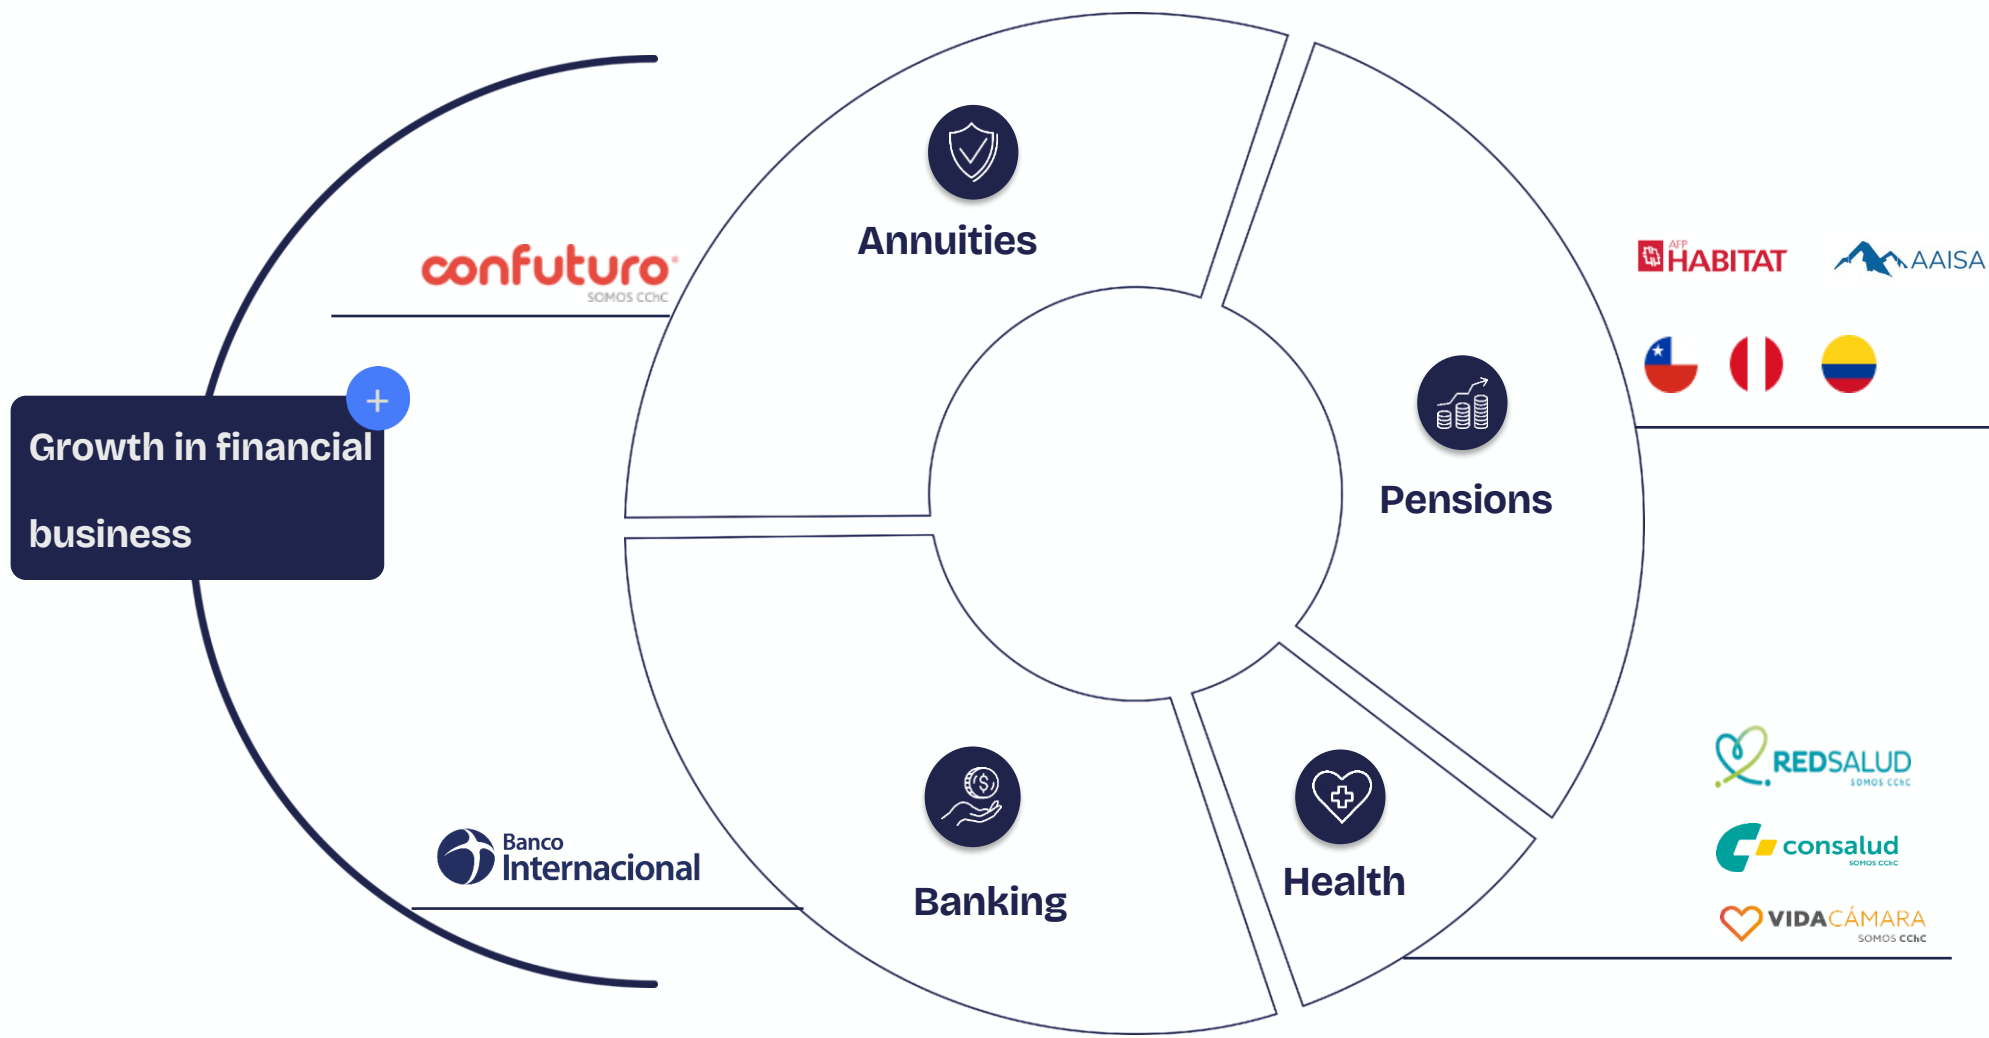 Annuities
confuturo®
SOMOS CChC
AFP
HABITAT
AAISA
+
Growth in financial
business
Pensions
REDSALUD
SOMOS CChC
consalud
SOMOS CChC
Banco
Internacional
Banking
$
Health
VIDACÁMARA
SOMOS CChC